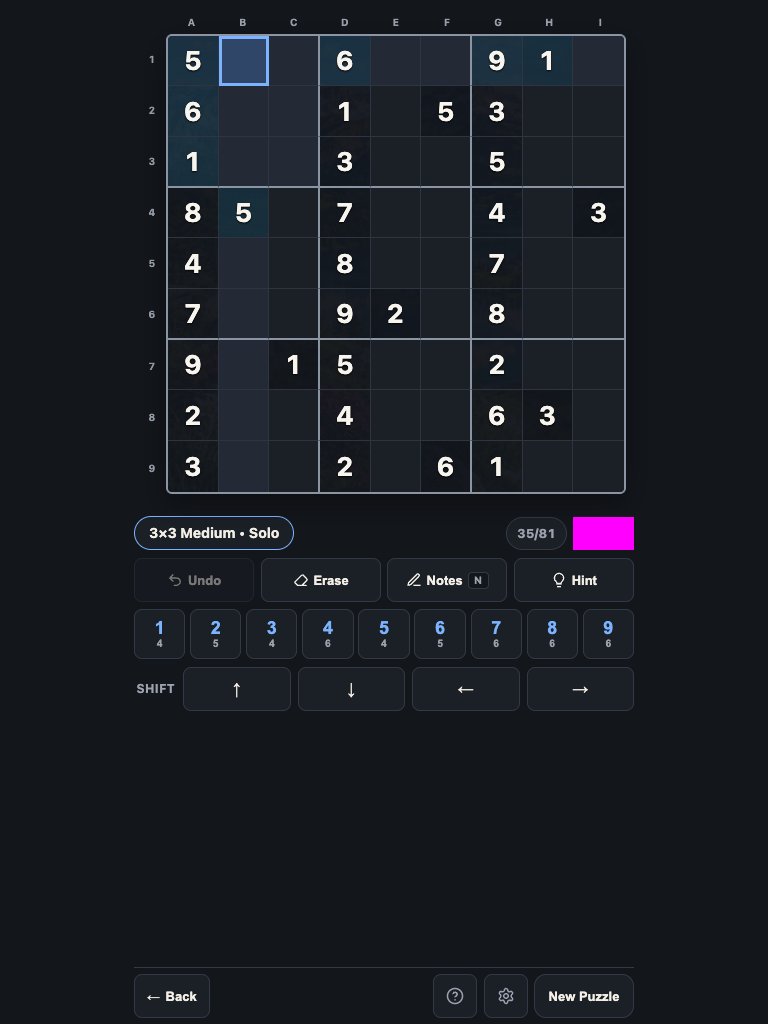 A B C D E F G H I
1 5 6 9 1
2 6 1 5 3
3 1 3 5
4 8 5 7 4 3
5 4 8 7
6 7 9 2 8
7 9 1 5 2
8 2 4 6 3
9 3 2 6 1
3×3 Medium • Solo 35/81
Undo Erase Notes N Hint
1 2 3 4 5 6 7 8 9
4 5 4 6 4 5 6 6 6
SHIFT ↑ ↓ ← →
← Back ? New Puzzle